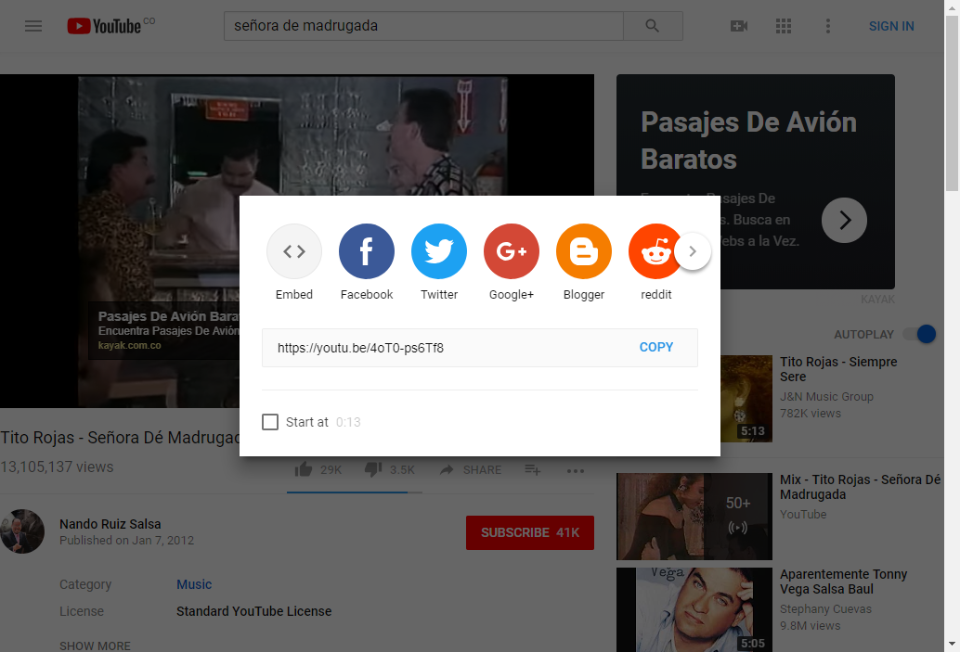 YouTube CO
señora de madrugada
SIGN IN
Pasajes De Avión
Baratos
Pasajes De
s. Busca en
Webs a la Vez.
KAYAK
Embed
Facebook
Twitter
Google+
Blogger
reddit
https://youtu.be/4oT0-ps6Tf8
COPY
Start at 0:13
Pasajes De Avión Bara
Encuentra Pasajes De Avión
kayak.com.co
Tito Rojas - Señora Dé Madrugad
13,105,137 views
29K
3.5K
SHARE
Nando Ruiz Salsa
Published on Jan 7, 2012
SUBSCRIBE 41K
Category
Music
License
Standard YouTube License
SHOW MORE
AUTOPLAY
5:13
Tito Rojas - Siempre
Sere
J&N Music Group
782K views
50+
Mix - Tito Rojas - Señora Dé
Madrugada
YouTube
Vega
5:05
Aparentemente Tonny
Vega Salsa Baul
Stephany Cuevas
9.8M views